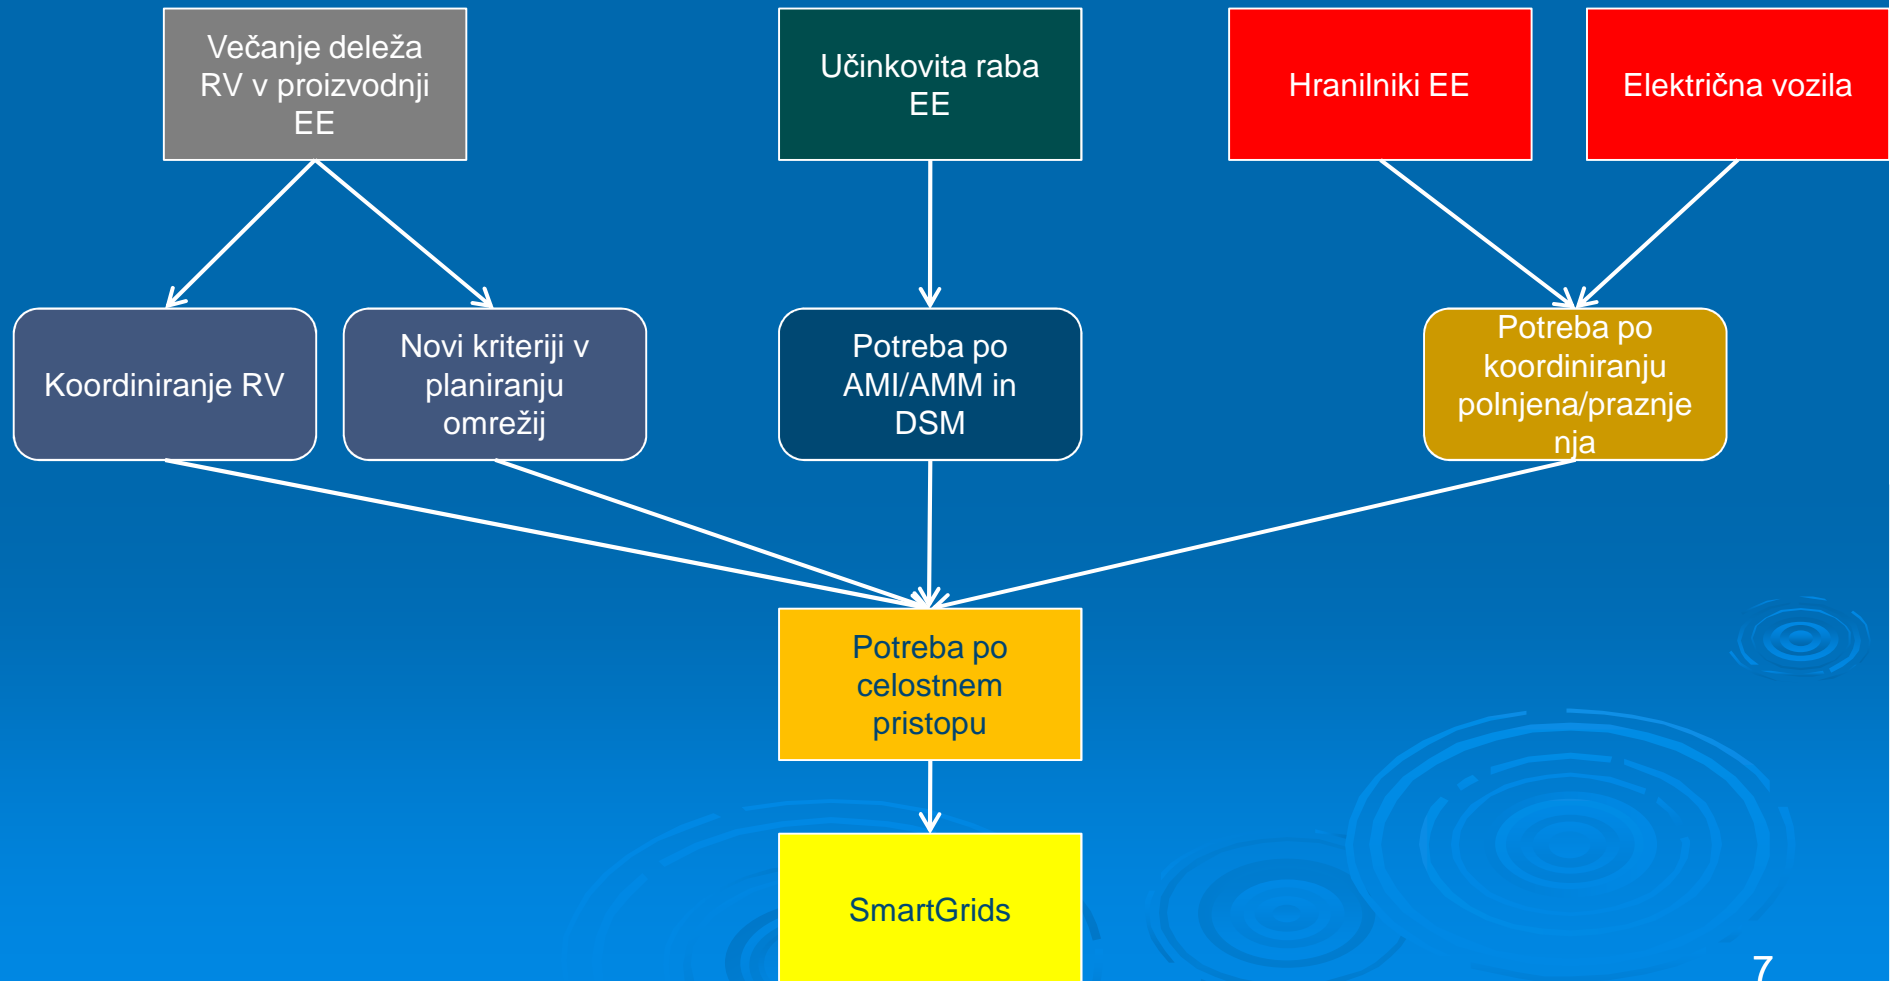 Večanje deleža
RV v proizvodnji
EE
Učinkovita raba
EE
Hranilniki EE
Električna vozila
Koordiniranje RV
Novi kriteriji v
planiranju
omrežij
Potreba po
AMI/AMM in
DSM
Potreba po
koordiniranju
polnjena/praznje
nja
Potreba po
celostnem
pristopu
SmartGrids
7